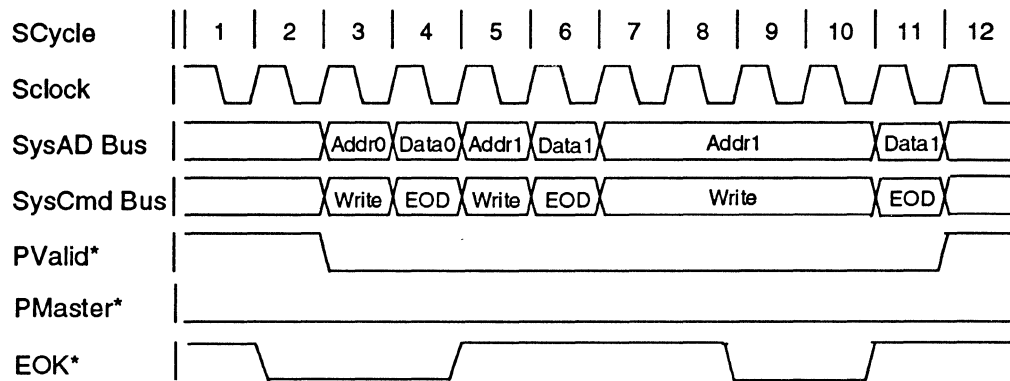 SCycle 1 2 3 4 5 6 7 8 9 10 11 12
Sclock
SysAD Bus Addr0 Data0 Addr1 Data1 Addr1 Data1
SysCmd Bus Write EOD Write EOD Write EOD
PValid*
PMaster*
EOK*